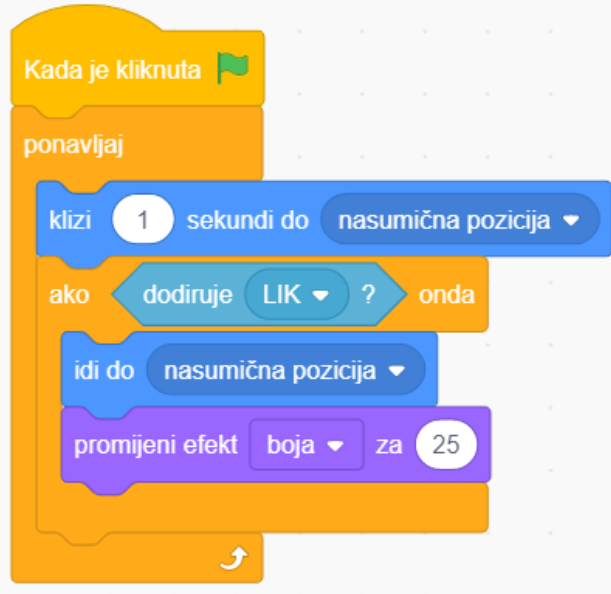 Kada je kliknuta
ponavljaj
klizi 1 sekundi do nasumična pozicija
ako dodiruje LIK ? onda
idi do nasumična pozicija
promijeni efekt boja za 25